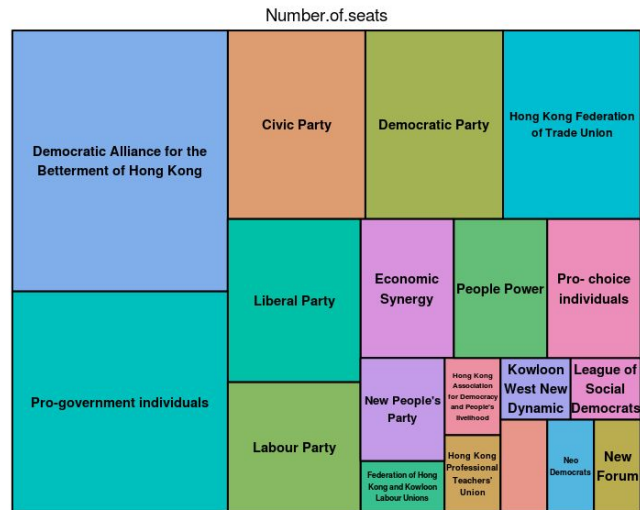 Number.of.seats
Democratic Alliance for the
Betterment of Hong Kong
Civic Party
Democratic Party
Hong Kong Federation
of Trade Union
Pro-government individuals
Liberal Party
Economic
Synergy
People Power
Pro- choice
individuals
Labour Party
New People's
Party
Hong Kong
Association
for Democracy
and People's
livelihood
Kowloon
West New
Dynamic
League of
Social
Democrats
Federation of Hong
Kong and Kowloon
Labour Unions
Hong Kong
Professional
Teachers'
Union
Neo
Democrats
New
Forum